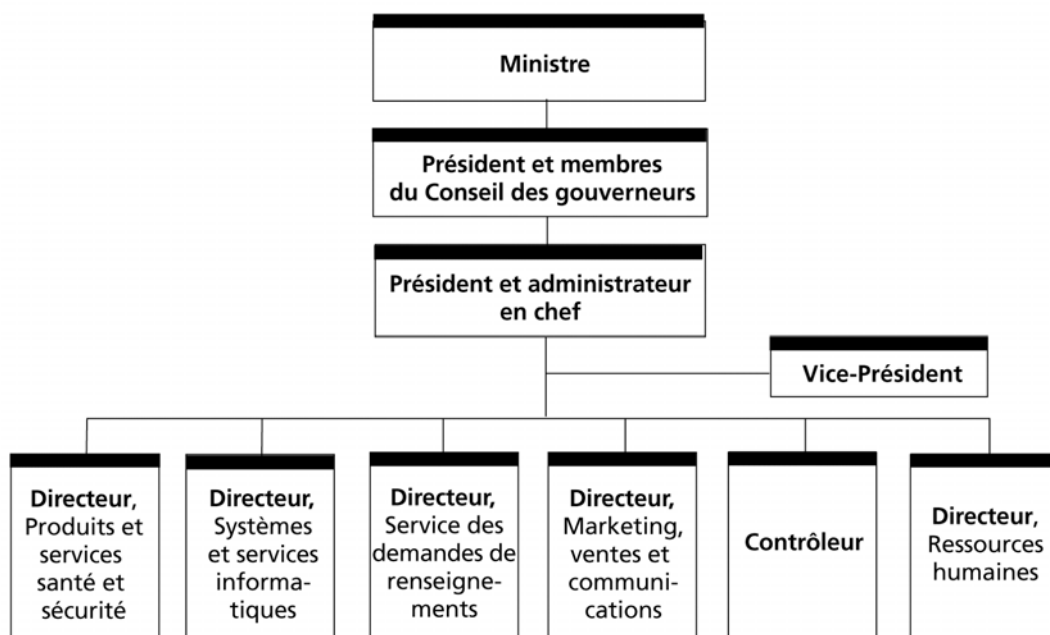 Ministre
Président et membres
du Conseil des gouverneurs
Président et administrateur
en chef
Vice-Président
Directeur,
Produits et
services
santé et
sécurité
Directeur,
Systèmes
et services
informa-
tiques
Directeur,
Service des
demandes de
renseigne-
ments
Directeur,
Marketing,
ventes et
communi-
cations
Contrôleur
Directeur,
Ressources
humaines